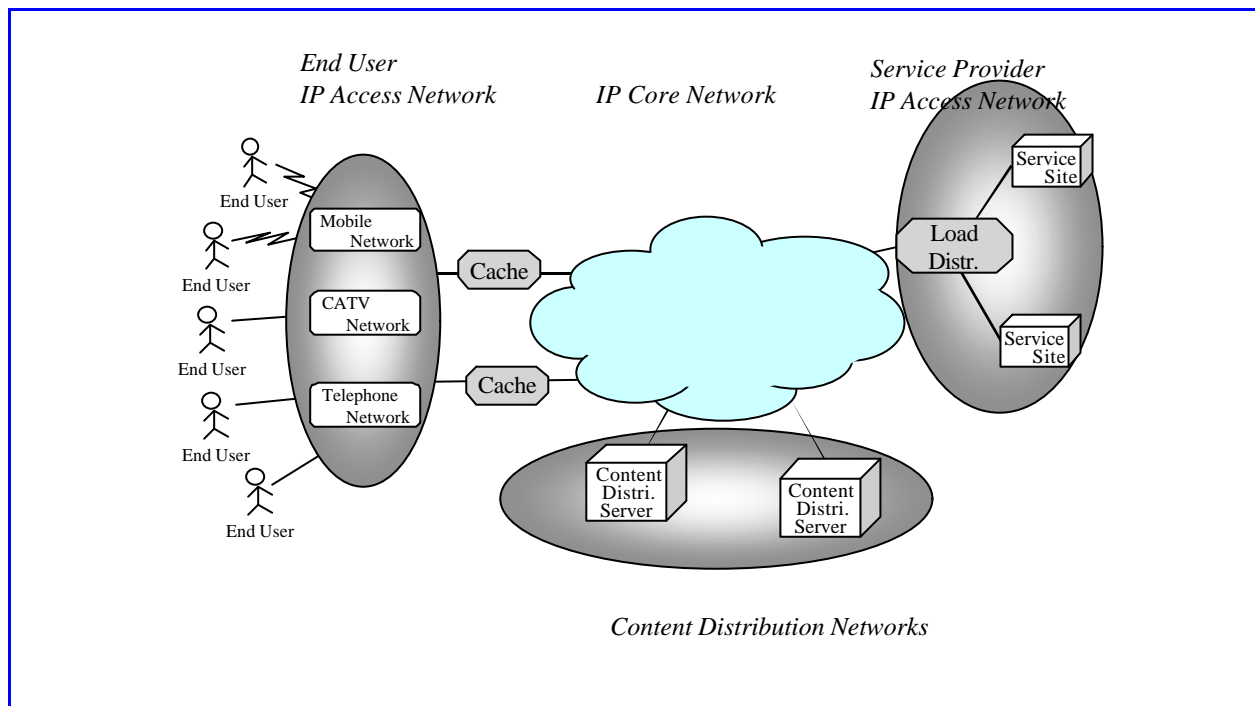 End User
IP Access Network
IP Core Network
Service Provider
IP Access Network
End User
Mobile
Network
End User
CATV
Network
End User
Telephone
Network
End User
End User
Cache
Cache
Load
Distr.
Service
Site
Service
Site
Content
Distri.
Server
Content
Distri.
Server
Content Distribution Networks